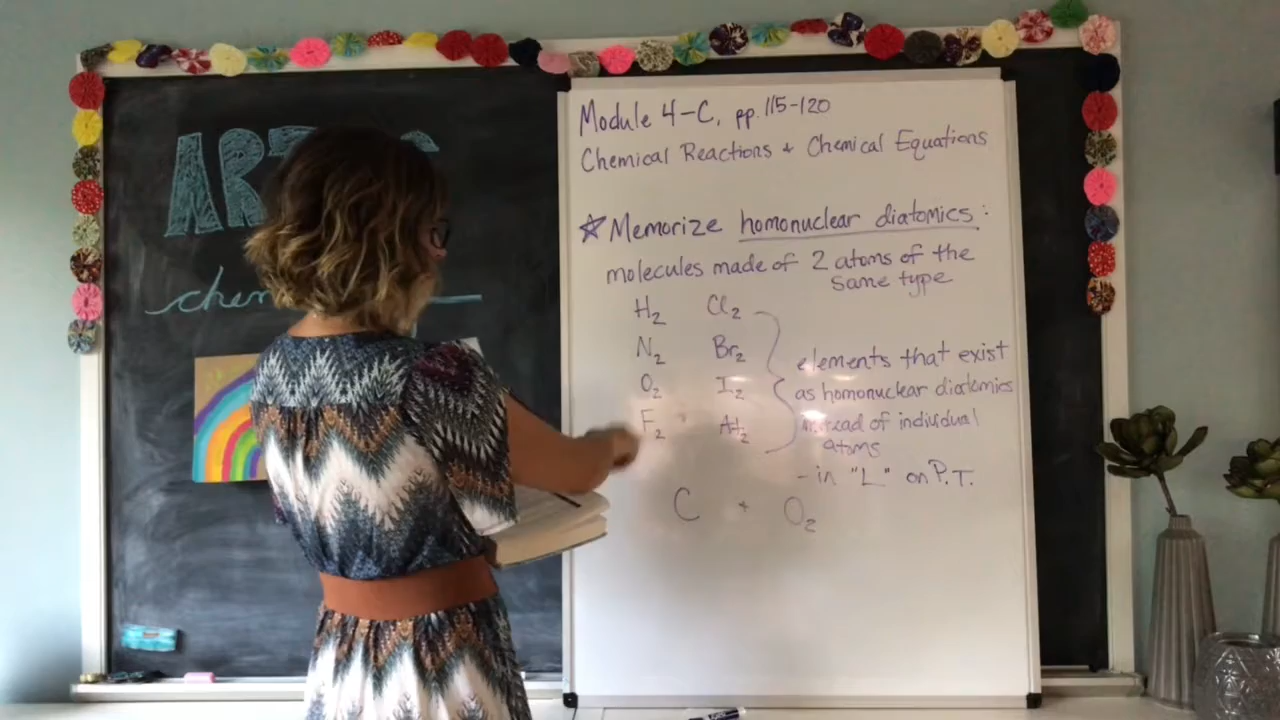 Module 4-C, pp. 115-120
Chemical Reactions + Chemical Equations
☆ Memorize homonuclear diatomics:
molecules made of 2 atoms of the
same type
H₂ Cl₂
N₂ Br₂
O₂ I₂
F₂ At₂
elements that exist
as homonuclear diatomics
instead of individual
atoms
- in "L" on P.T.
C + O₂